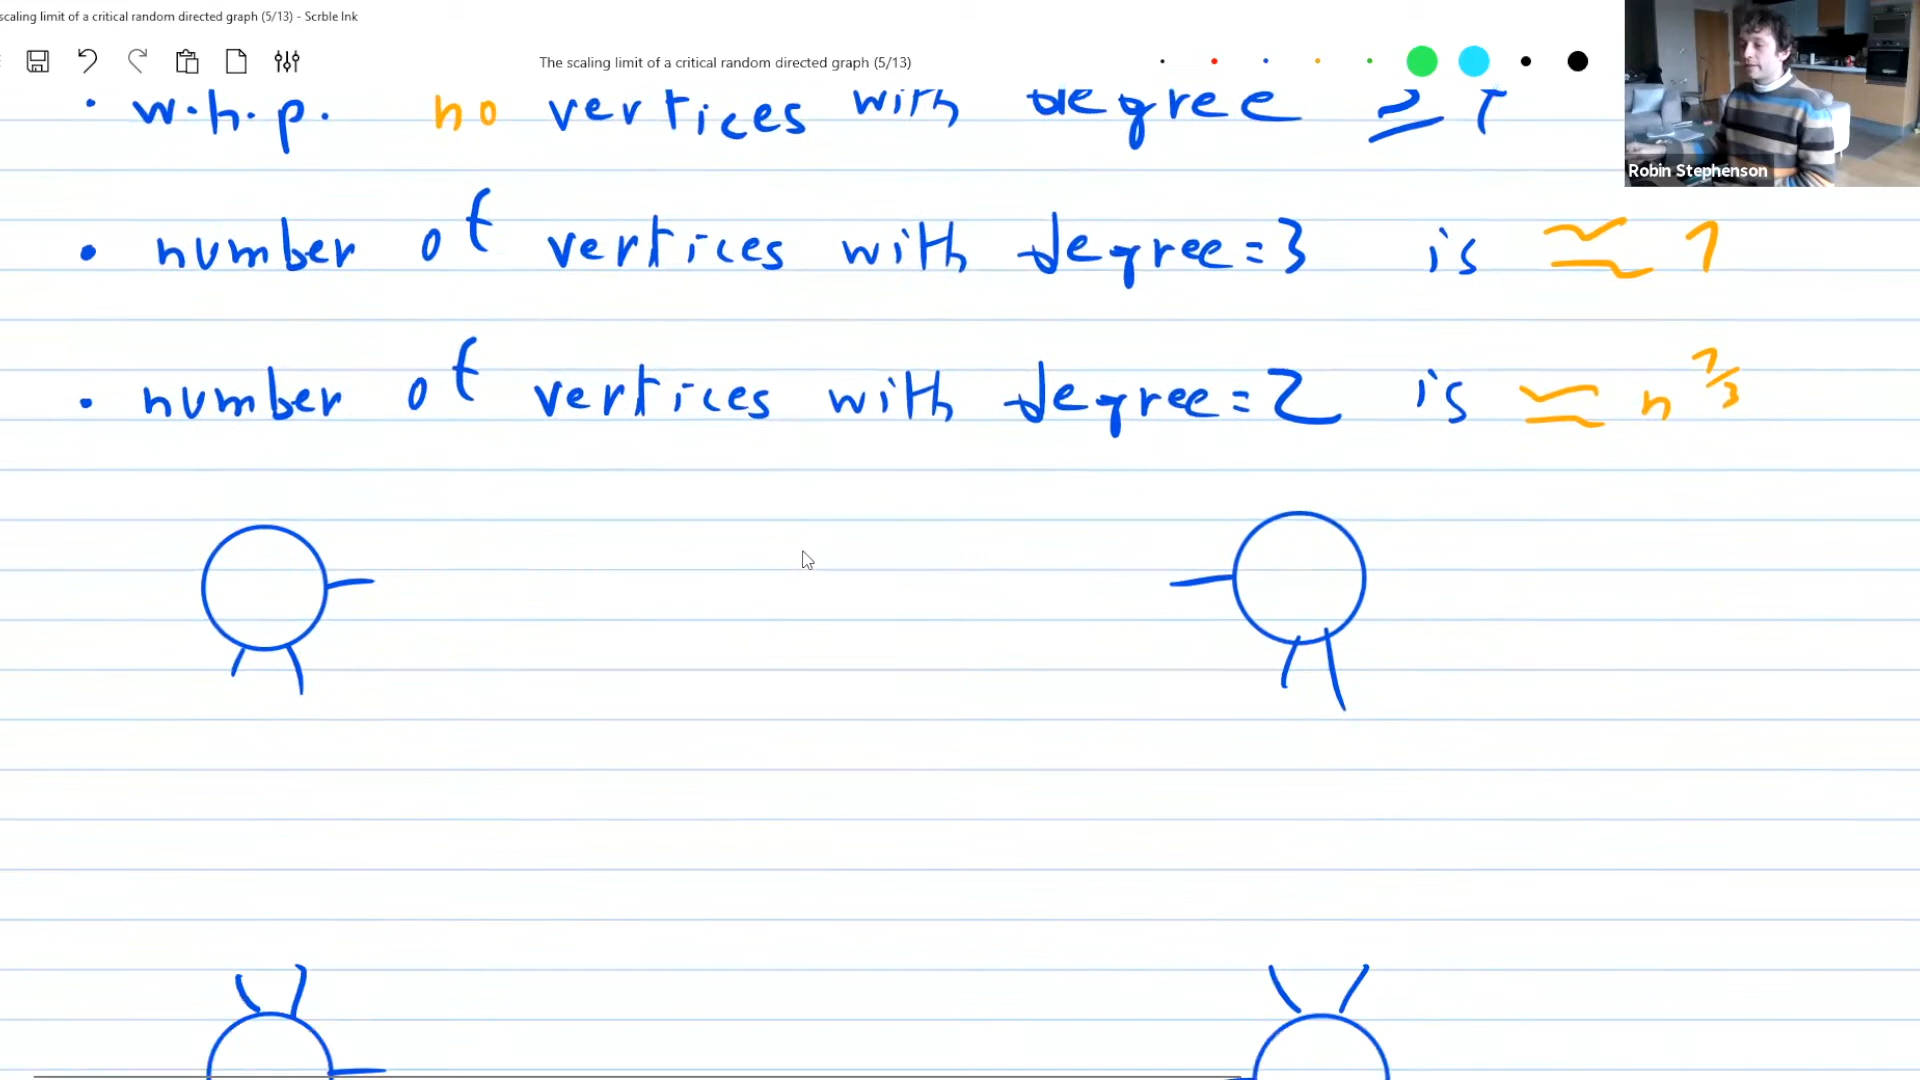 scaling limit of a critical random directed graph (5/13) - Scrble Ink
The scaling limit of a critical random directed graph (5/13)
Robin Stephenson
• w.h.p. no vertices with degree ≥
• number of vertices with degree=3 is ≃ 1
• number of vertices with degree=2 is ≃ n^1/3